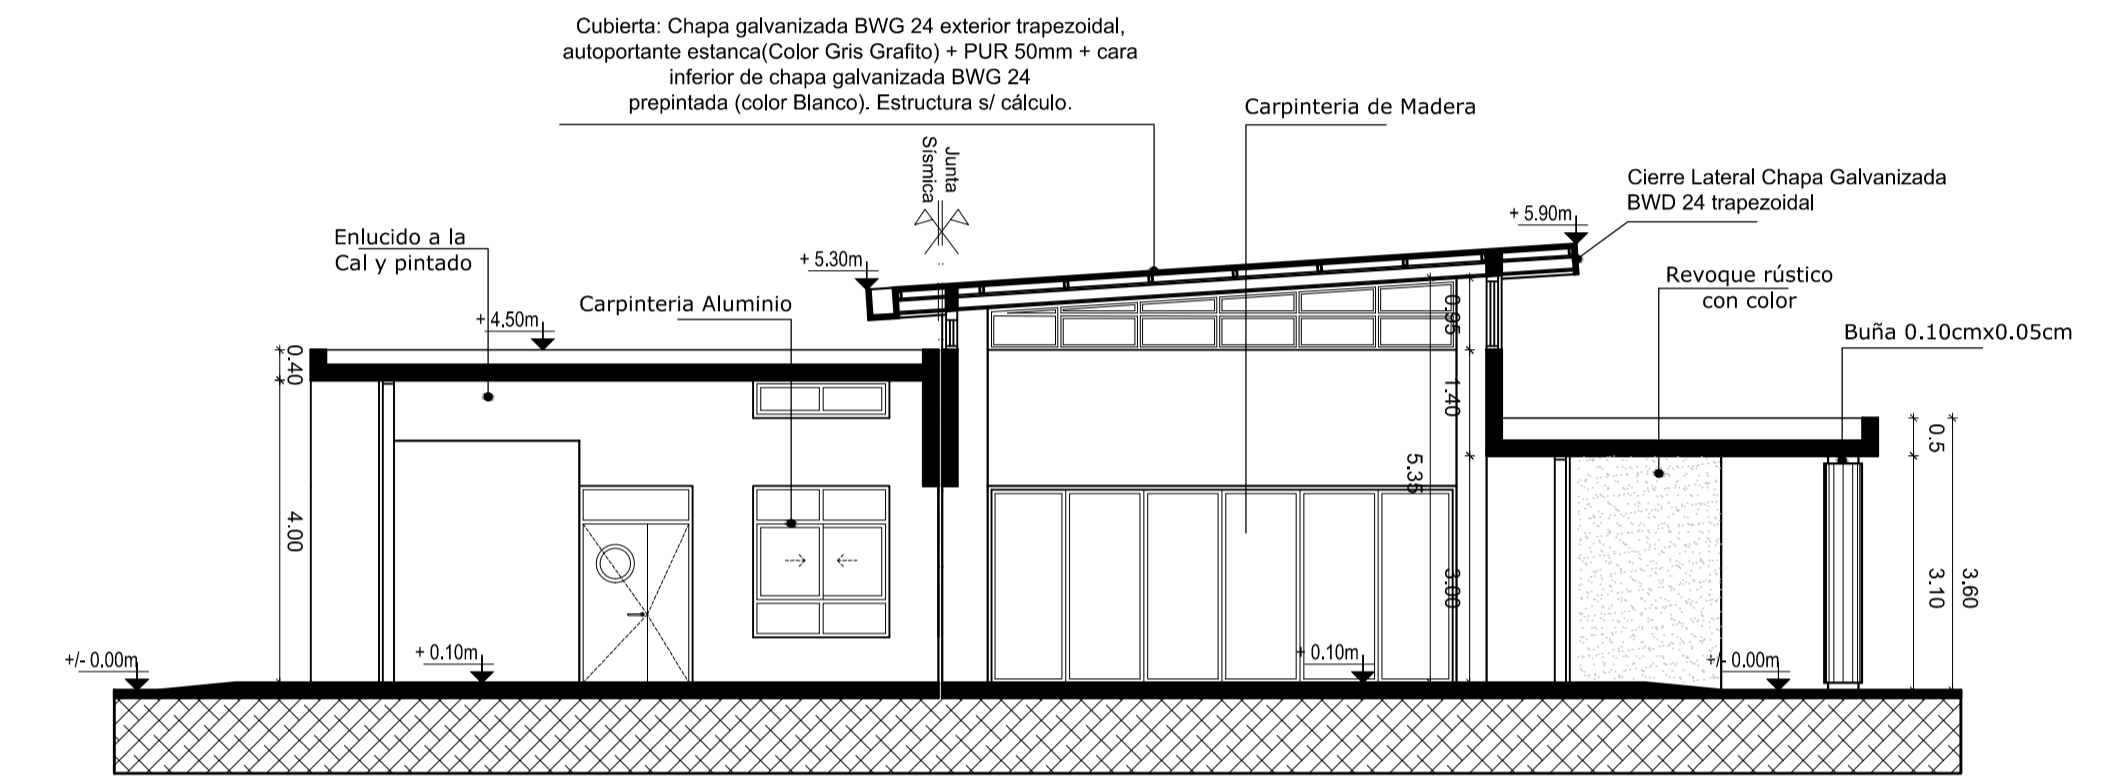 Cubierta: Chapa galvanizada BWG 24 exterior trapezoidal,
autoportante estanca(Color Gris Grafito) + PUR 50mm + cara
inferior de chapa galvanizada BWG 24
prepintada (color Blanco). Estructura s/ cálculo.
Carpinteria de Madera
Junta
Sísmica
Cierre Lateral Chapa Galvanizada
BWD 24 trapezoidal
+ 5.90m
Enlucido a la
Cal y pintado
+ 5.30m
Revoque rústico
con color
Carpinteria Aluminio
+ 4.50m
Buña 0.10cmx0.05cm
0.40
0.95
1.40
0.5
5.35
4.00
3.00
3.10
3.60
+/- 0.00m
+ 0.10m
+ 0.10m
+/- 0.00m